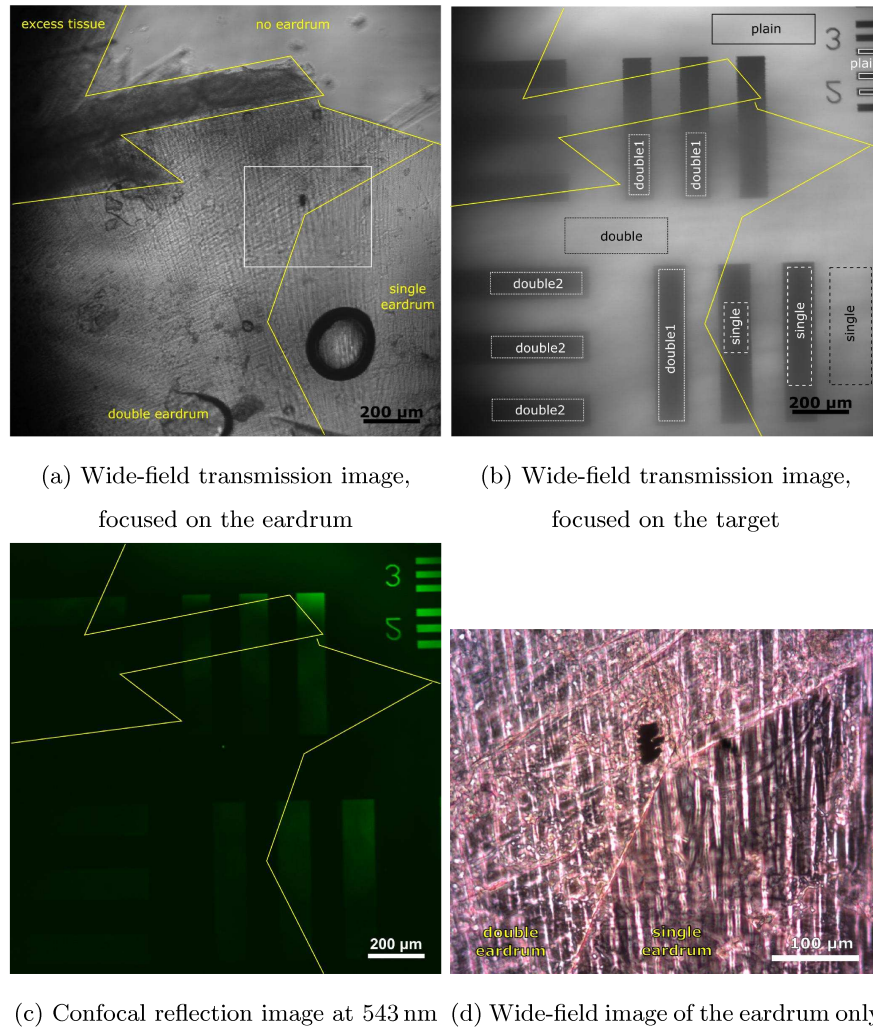 excess tissue
no eardrum
single
eardrum
double eardrum
200 µm
plain
3
plai
2
double1
double1
double
double2
double1
single
single
single
double2
double2
200 µm
(a) Wide-field transmission image,
focused on the eardrum
(b) Wide-field transmission image,
focused on the target
3
2
200 µm
double
eardrum
single
eardrum
100 µm
(c) Confocal reflection image at 543 nm
(d) Wide-field image of the eardrum only